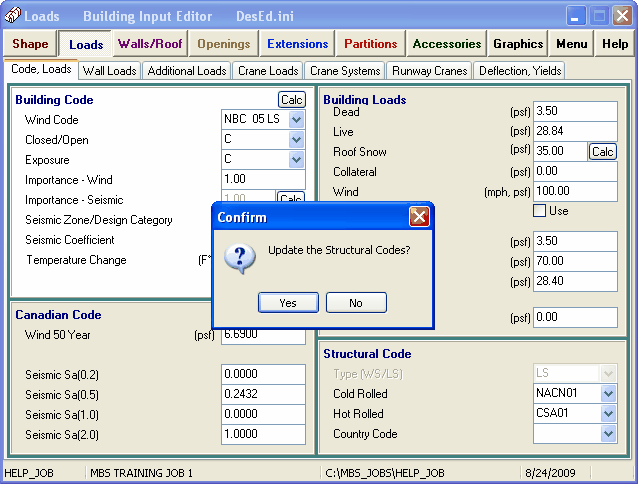 Loads Building Input Editor DesEd.ini
Shape Loads Walls/Roof Openings Extensions Partitions Accessories Graphics Menu Help
Code, Loads Wall Loads Additional Loads Crane Loads Crane Systems Runway Cranes Deflection, Yields
Building Code Calc
Wind Code NBC 05 LS
Closed/Open C
Exposure C
Importance - Wind 1.00
Importance - Seismic 1.00 Calc
Seismic Zone/Design Category
Seismic Coefficient
Temperature Change (F°
Building Loads
Dead (psf) 3.50
Live (psf) 28.84
Roof Snow (psf) 35.00 Calc
Collateral (psf) 0.00
Wind (mph, psf) 100.00
Use
(psf) 3.50
(psf) 70.00
(psf) 28.40
(psf) 0.00
Confirm
Update the Structural Codes?
Yes No
Canadian Code
Wind 50 Year (psf) 6.6900
Seismic Sa(0.2) 0.0000
Seismic Sa(0.5) 0.2432
Seismic Sa(1.0) 0.0000
Seismic Sa(2.0) 1.0000
Structural Code
Type (WS/LS) LS
Cold Rolled NACN01
Hot Rolled CSA01
Country Code
HELP_JOB MBS TRAINING JOB 1 C:\MBS_JOBS\HELP_JOB 8/24/2009